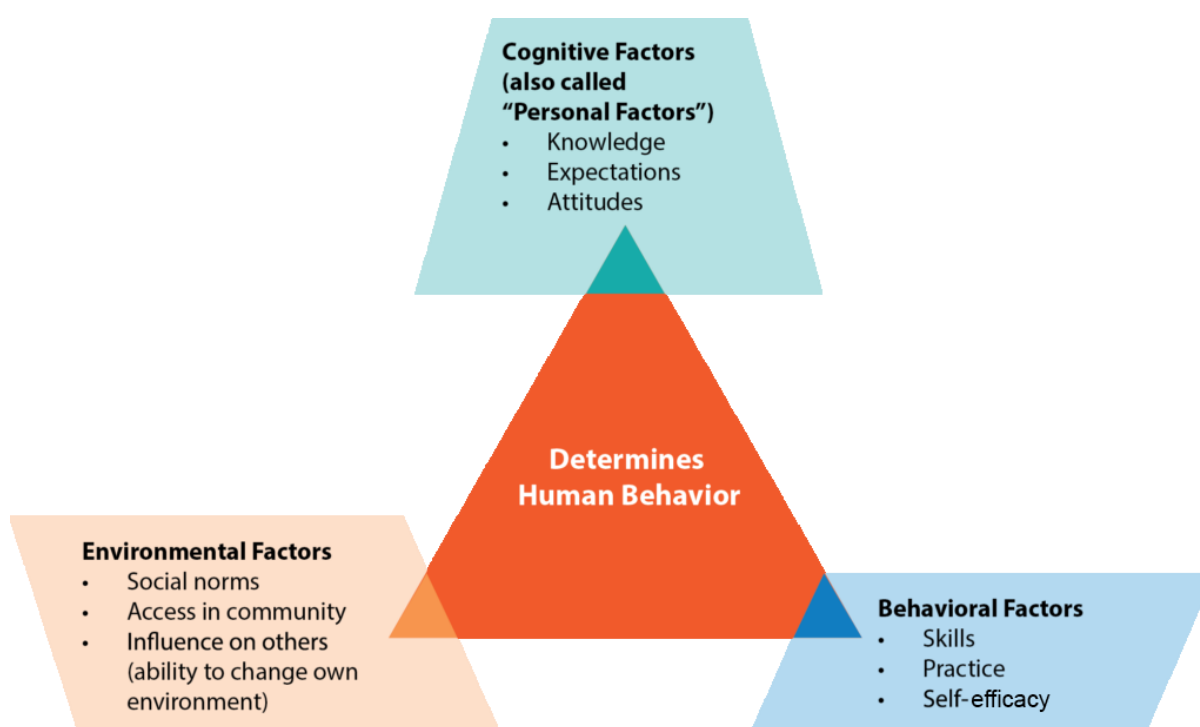 Cognitive Factors
(also called
“Personal Factors”)
• Knowledge
• Expectations
• Attitudes
Determines
Human Behavior
Environmental Factors
• Social norms
• Access in community
• Influence on others
(ability to change own
environment)
Behavioral Factors
• Skills
• Practice
• Self-efficacy